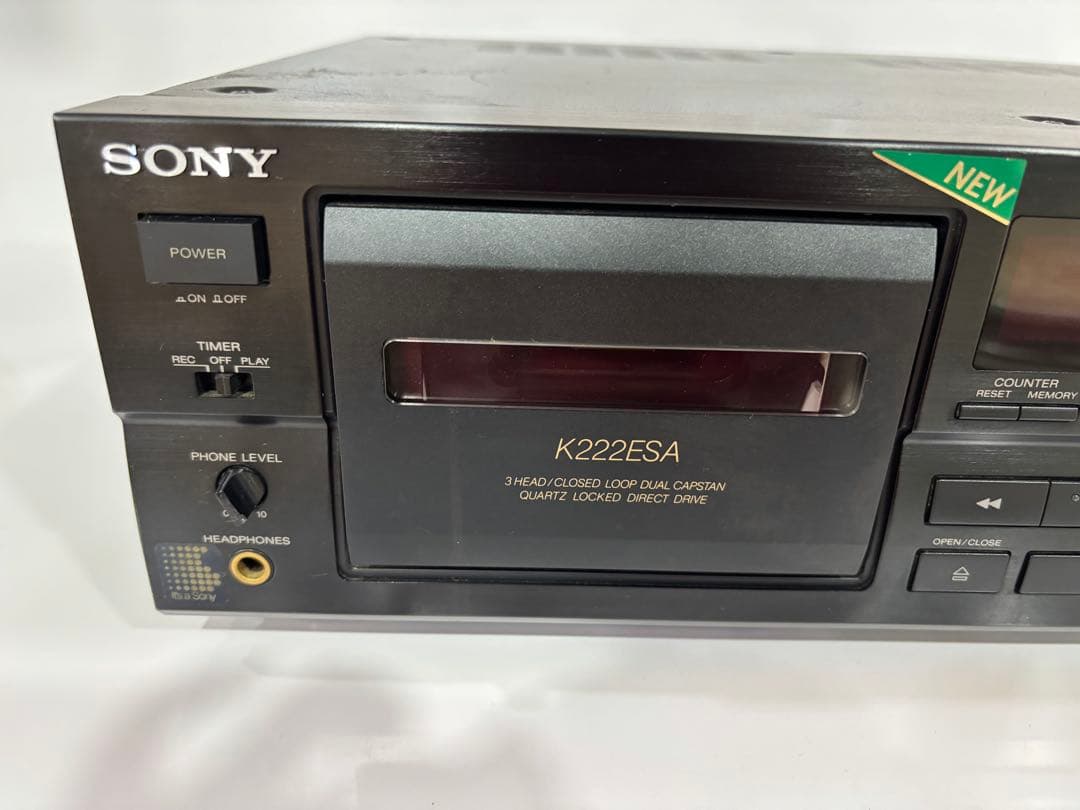 SONY
NEW
POWER
ON OFF
TIMER
REC OFF PLAY
PHONE LEVEL
0 10
HEADPHONES
It's a Sony
K222ESA
3 HEAD/CLOSED LOOP DUAL CAPSTAN
QUARTZ LOCKED DIRECT DRIVE
COUNTER
RESET MEMORY
OPEN/CLOSE